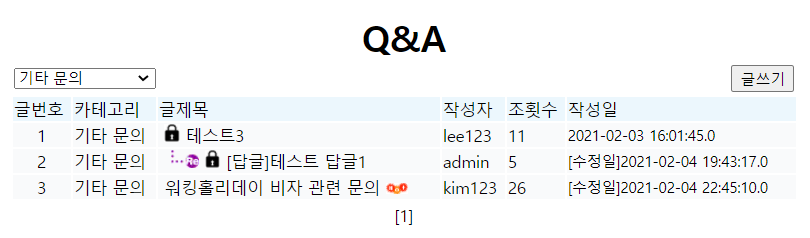 Q&A
기타 문의 글쓰기
글번호 카테고리 글제목 작성자 조횟수 작성일
1 기타 문의 테스트3 lee123 11 2021-02-03 16:01:45.0
2 기타 문의 Re [답글]테스트 답글1 admin 5 [수정일]2021-02-04 19:43:17.0
3 기타 문의 워킹홀리데이 비자 관련 문의 kim123 26 [수정일]2021-02-04 22:45:10.0
[1]